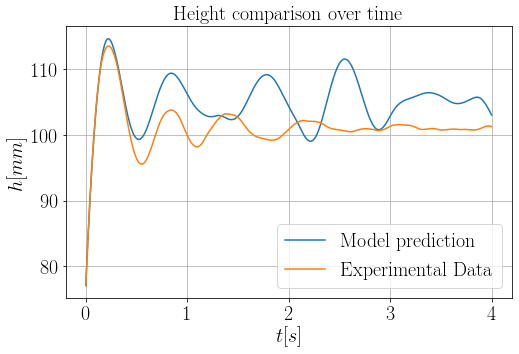 Height comparison over time
h[mm]
110
100
90
80
Model prediction
Experimental Data
0 1 2 3 4
t[s]